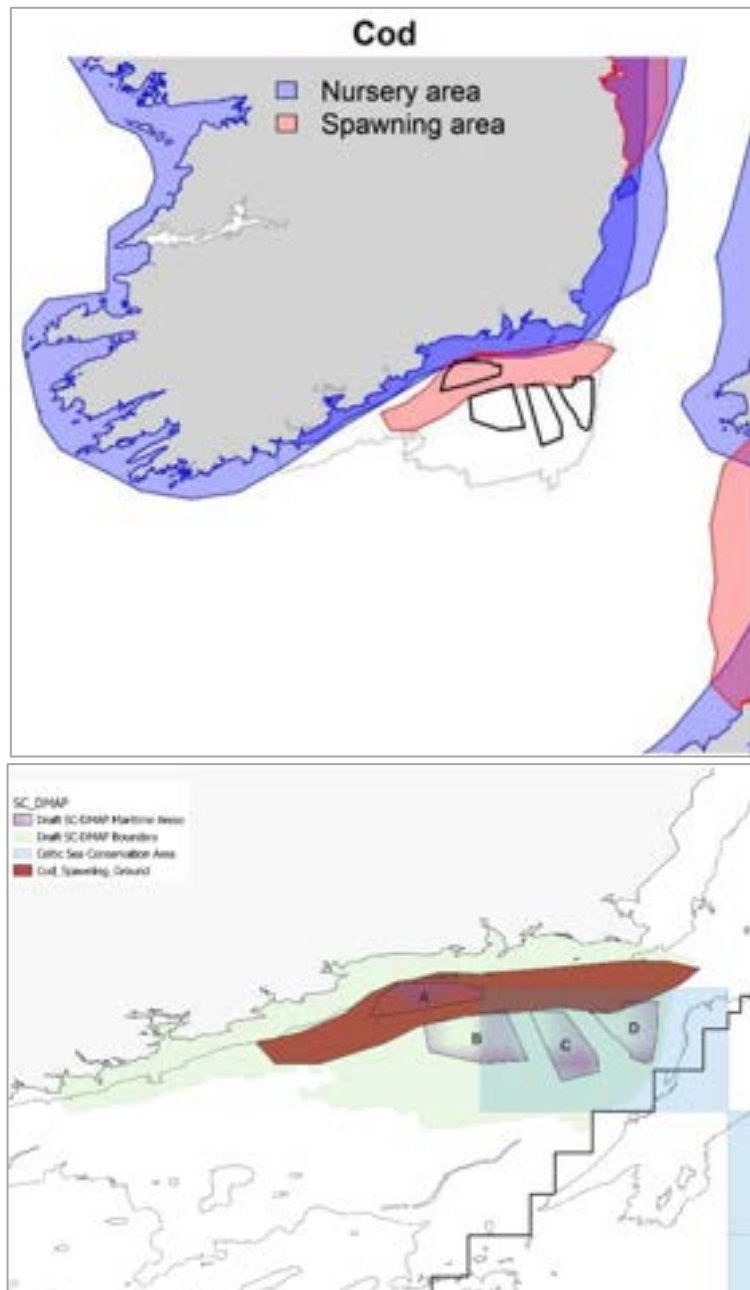 Cod
Nursery area
Spawning area
SC_DMAP
Draft SC-DMAP Maritime Areas
Draft SC-DMAP Boundary
Celtic Sea Conservation Area
Cod_Spawning_Ground
A
B
C
D